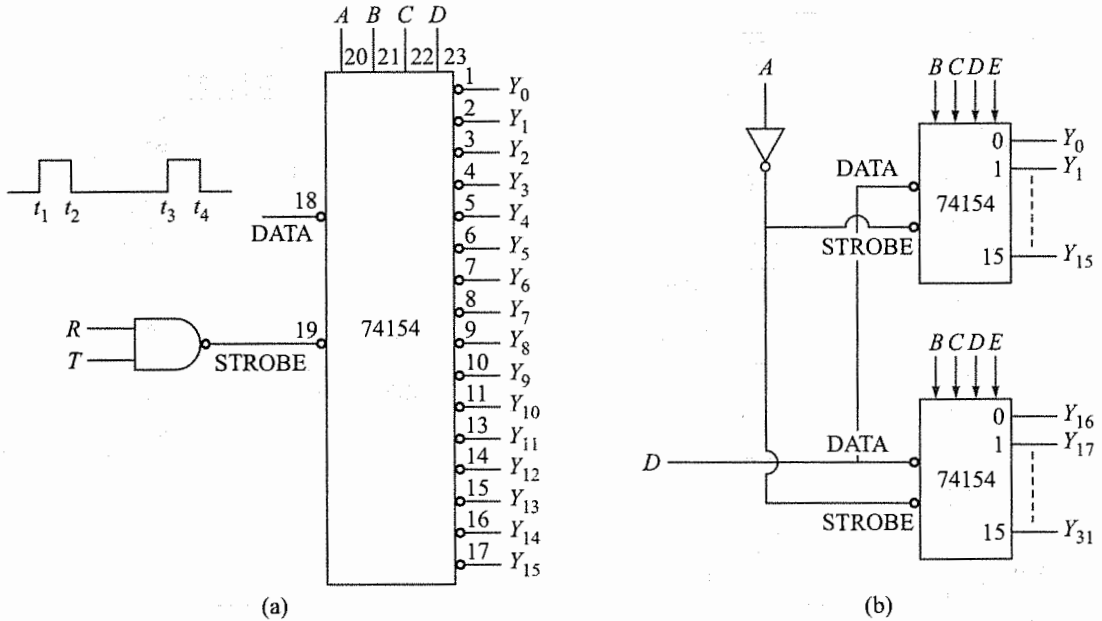 A B C D
20 21 22 23
1 Y0
2 Y1
3 Y2
4 Y3
5 Y4
6 Y5
7 Y6
8 Y7
9 Y8
10 Y9
11 Y10
13 Y11
14 Y12
15 Y13
16 Y14
17 Y15
t1 t2 t3 t4
18
DATA
R
T
19
STROBE
74154
(a)
A
B C D E
DATA
STROBE
74154
0 Y0
1 Y1
15 Y15
B C D E
D
DATA
STROBE
74154
0 Y16
1 Y17
15 Y31
(b)